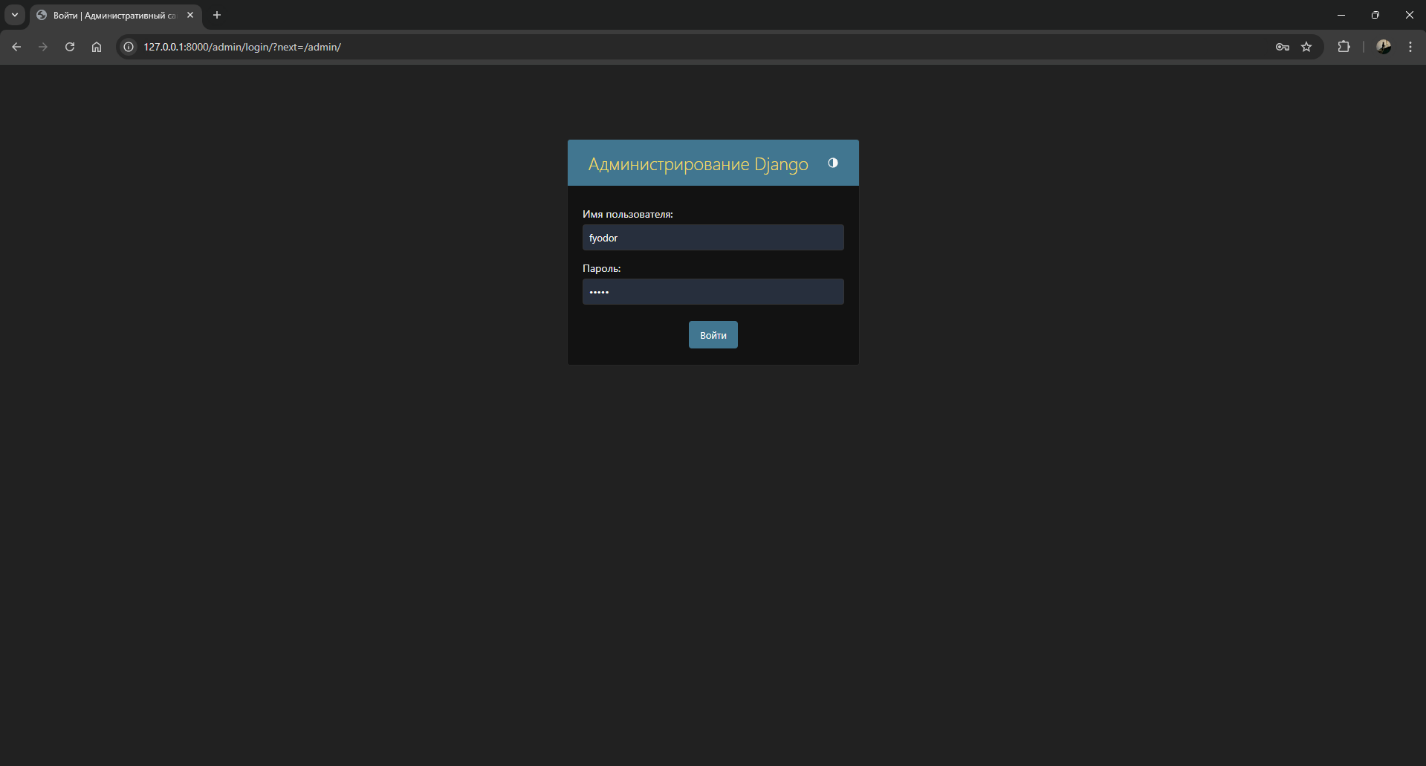 Войти | Административный са
127.0.0.1:8000/admin/login/?next=/admin/
Администрирование Django
Имя пользователя:
fyodor
Пароль:
•••••
Войти